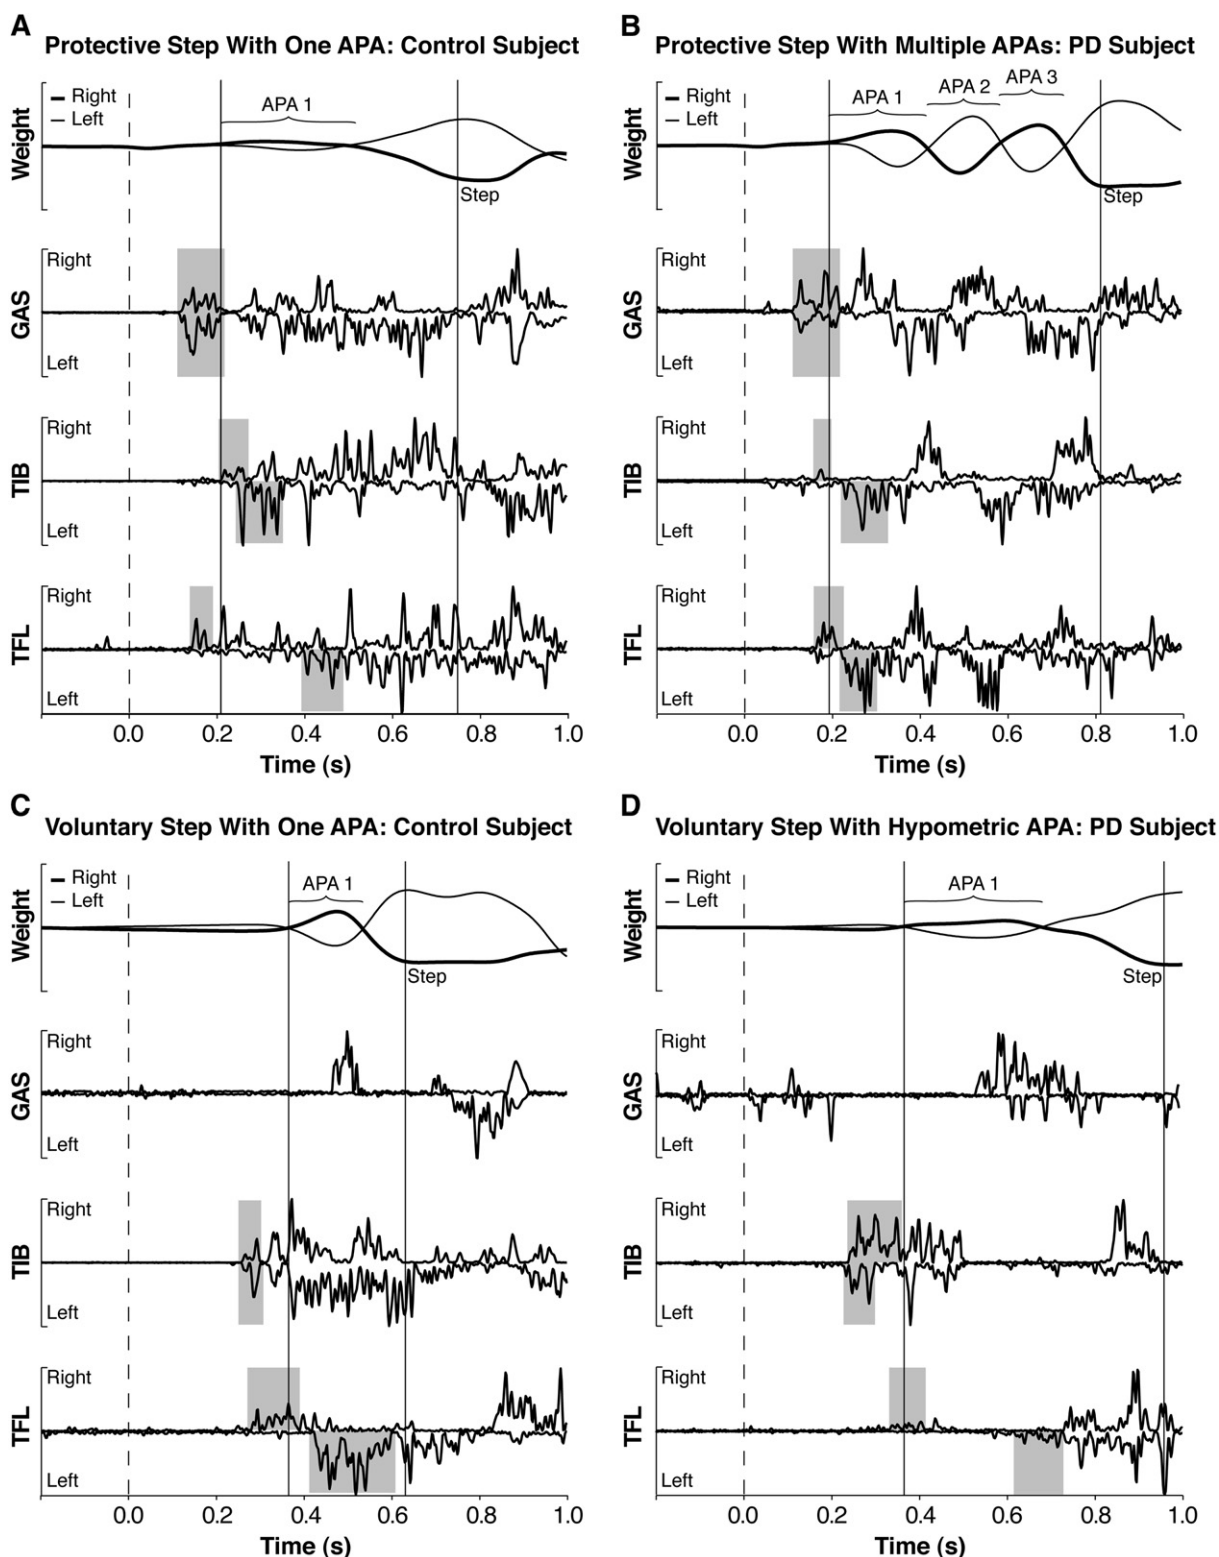 A
Protective Step With One APA: Control Subject
Weight
Right
Left
APA 1
Step
GAS
Right
Left
TIB
Right
Left
TFL
Right
Left
0.0 0.2 0.4 0.6 0.8 1.0
Time (s)
B
Protective Step With Multiple APAs: PD Subject
Weight
Right
Left
APA 1
APA 2
APA 3
Step
GAS
Right
Left
TIB
Right
Left
TFL
Right
Left
0.0 0.2 0.4 0.6 0.8 1.0
Time (s)
C
Voluntary Step With One APA: Control Subject
Weight
Right
Left
APA 1
Step
GAS
Right
Left
TIB
Right
Left
TFL
Right
Left
0.0 0.2 0.4 0.6 0.8 1.0
Time (s)
D
Voluntary Step With Hypometric APA: PD Subject
Weight
Right
Left
APA 1
Step
GAS
Right
Left
TIB
Right
Left
TFL
Right
Left
0.0 0.2 0.4 0.6 0.8 1.0
Time (s)